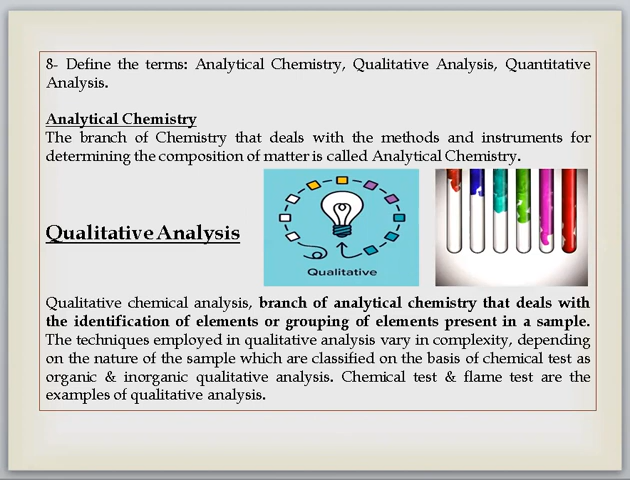 8- Define the terms: Analytical Chemistry, Qualitative Analysis, Quantitative
Analysis.
Analytical Chemistry
The branch of Chemistry that deals with the methods and instruments for
determining the composition of matter is called Analytical Chemistry.
Qualitative Analysis
Qualitative
Qualitative chemical analysis, branch of analytical chemistry that deals with
the identification of elements or grouping of elements present in a sample.
The techniques employed in qualitative analysis vary in complexity, depending
on the nature of the sample which are classified on the basis of chemical test as
organic & inorganic qualitative analysis. Chemical test & flame test are the
examples of qualitative analysis.